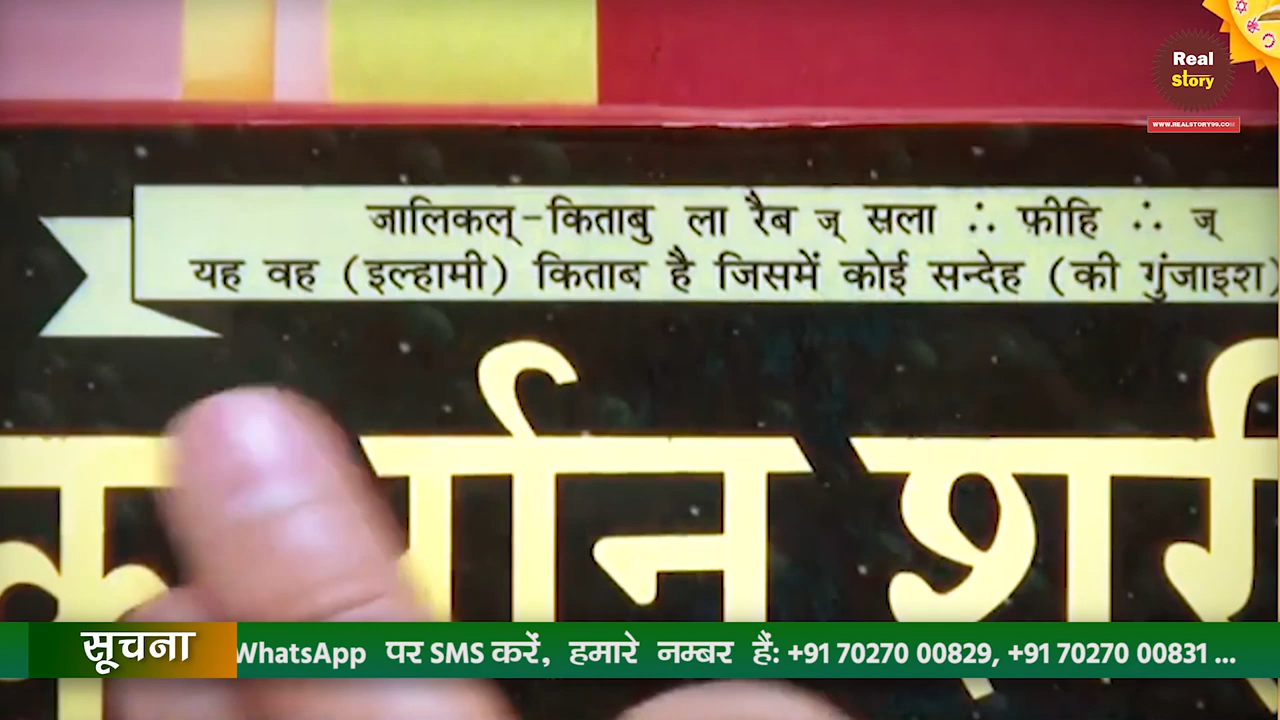 Real
Story
WWW.REALSTORY99.COM
जालिकल्-किताबु ला रैब ज् सला ∴ फ़ीहि ∴ ज्
यह वह (इल्हामी) किताब है जिसमें कोई सन्देह (की गुंजाइश)
सूचना WhatsApp पर SMS करें, हमारे नम्बर हैं: +91 70270 00829, +91 70270 00831 ...